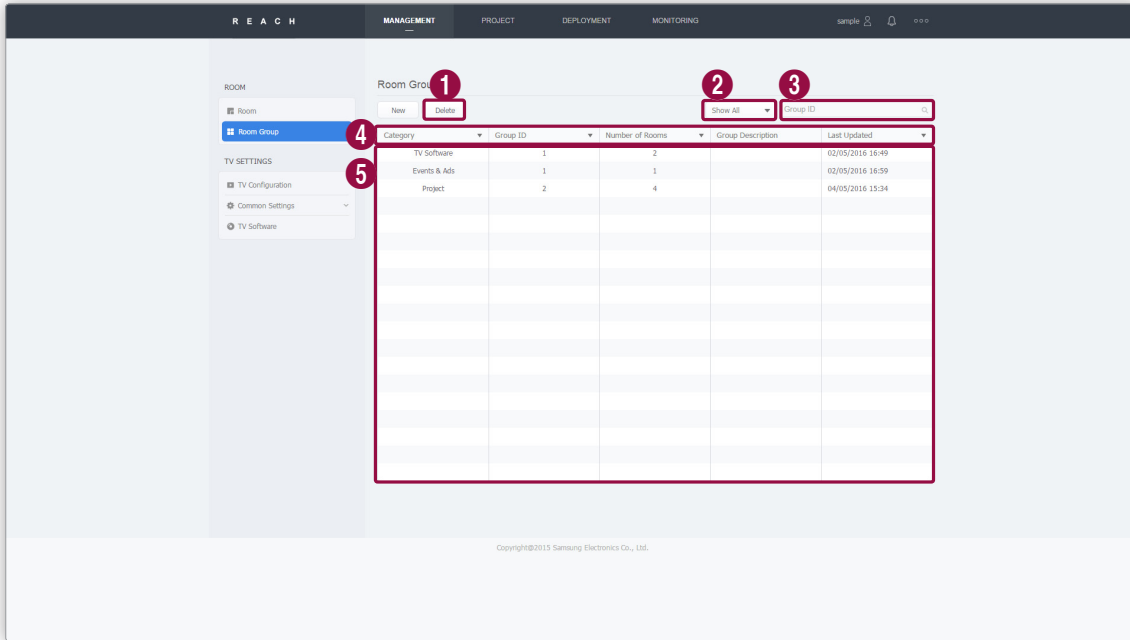 R E A C H MANAGEMENT PROJECT DEPLOYMENT MONITORING sample
ROOM
Room
Room Group
TV SETTINGS
TV Configuration
Common Settings
TV Software
Room Grou
1
2
3
New Delete Show All Group ID
4
Category Group ID Number of Rooms Group Description Last Updated
5
TV Software 1 2 02/05/2016 16:49
Events & Ads 1 1 02/05/2016 16:59
Project 2 4 04/05/2016 15:34
Copyright@2015 Samsung Electronics Co., Ltd.